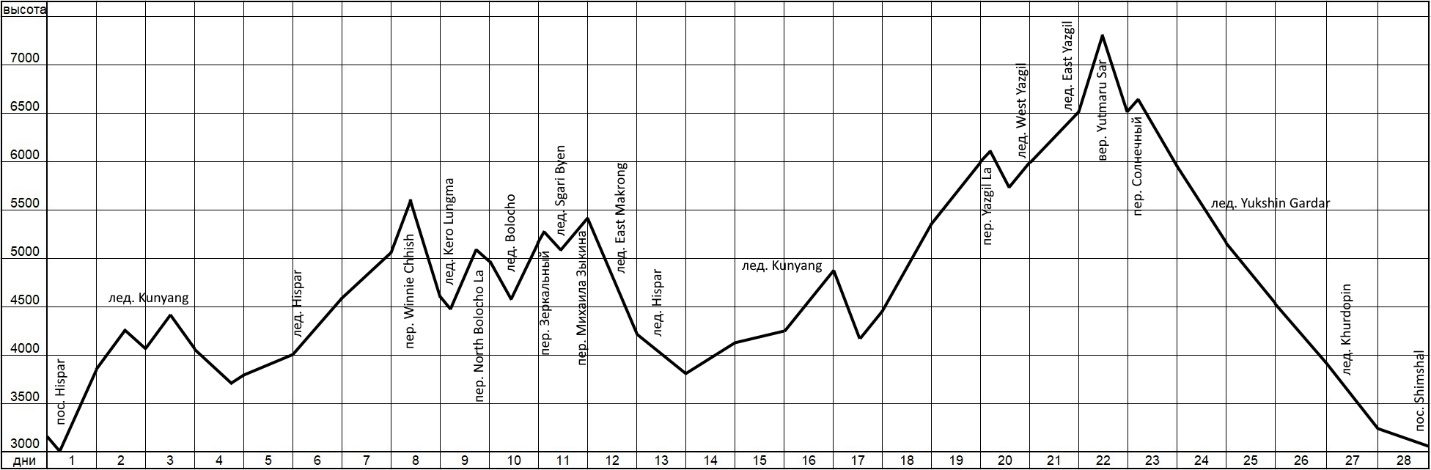 высота
7000
6500
6000
5500
5000
4500
4000
3500
3000
дни
1 2 3 4 5 6 7 8 9 10 11 12 13 14 15 16 17 18 19 20 21 22 23 24 25 26 27 28
пос. Hispar
лед. Kunyang
лед. Hispar
пер. Winnie Chhish
лед. Kero Lungma
пер. North Bolocho La
лед. Bolocho
пер. Зеркальный
лед. Sgari Byen
пер. Михаила Зыкина
лед. East Makrong
лед. Hispar
лед. Kunyang
пер. Yazgil La
лед. West Yazgil
лед. East Yazgil
вер. Yutmaru Sar
пер. Солнечный
лед. Yukshin Gardar
лед. Khurdopin
пос. Shimshal